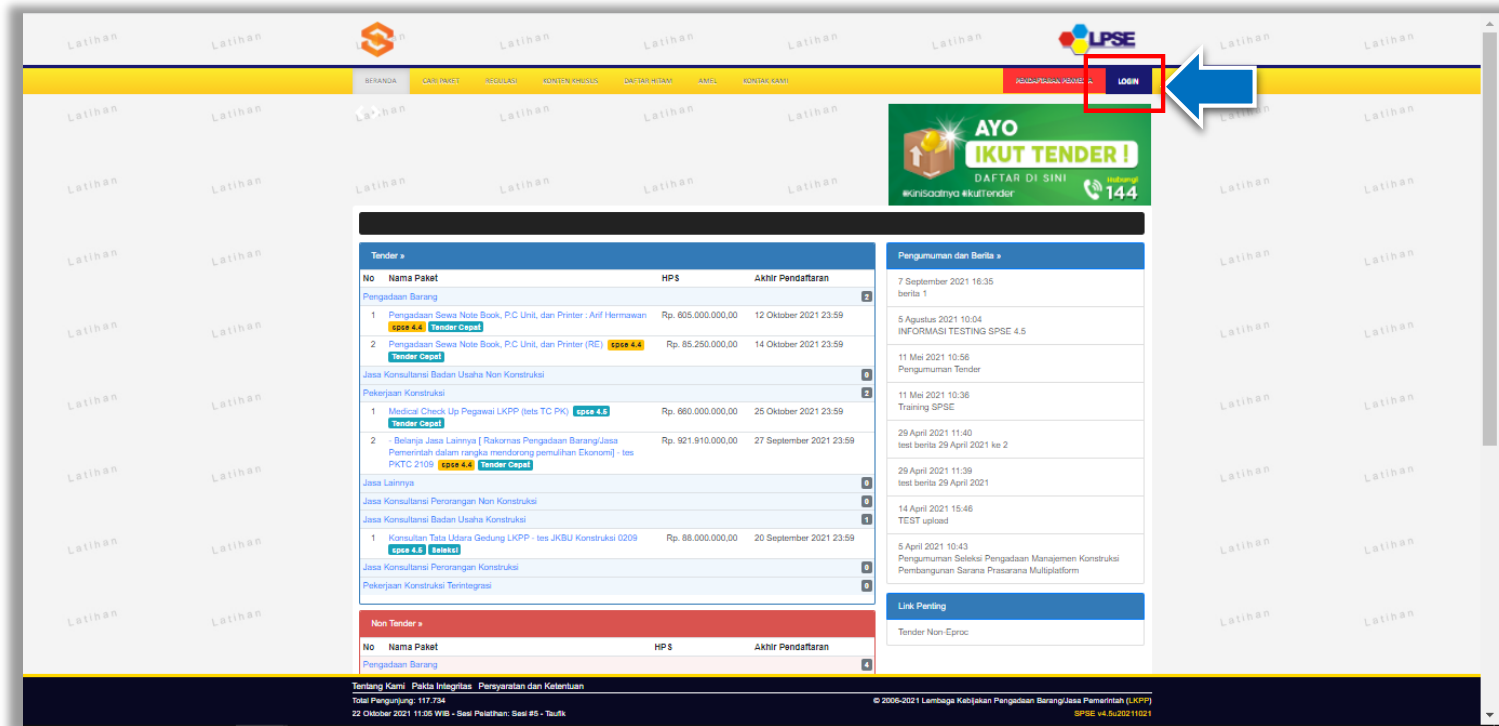 LPSE
BERANDA CARI PAKET REGULASI KONTEN KHUSUS DAFTAR HITAM AMEL KONTAK KAMI PENDAFTARAN PENYEDIA LOGIN
AYO
IKUT TENDER !
DAFTAR DI SINI
#KiniSaatnya #IkutTender
Hubungi
144
Tender »
No Nama Paket HPS Akhir Pendaftaran
Pengadaan Barang 2
1 Pengadaan Sewa Note Book, P.C Unit, dan Printer : Arif Hermawan Rp. 605.000.000,00 12 Oktober 2021 23:59
spse 4.4 Tender Cepat
2 Pengadaan Sewa Note Book, P.C Unit, dan Printer (RE) spse 4.4 Rp. 85.250.000,00 14 Oktober 2021 23:59
Tender Cepat
Jasa Konsultansi Badan Usaha Non Konstruksi 0
Pekerjaan Konstruksi 2
1 Medical Check Up Pegawai LKPP (tets TC PK) spse 4.5 Rp. 660.000.000,00 25 Oktober 2021 23:59
Tender Cepat
2 - Belanja Jasa Lainnya [ Rakornas Pengadaan Barang/Jasa Rp. 921.910.000,00 27 September 2021 23:59
Pemerintah dalam rangka mendorong pemulihan Ekonomi] - tes
PKTC 2109 spse 4.4 Tender Cepat
Jasa Lainnya 0
Jasa Konsultansi Perorangan Non Konstruksi 0
Jasa Konsultansi Badan Usaha Konstruksi 1
1 Konsultan Tata Udara Gedung LKPP - tes JKBU Konstruksi 0209 Rp. 88.000.000,00 20 September 2021 23:59
spse 4.5 Seleksi
Jasa Konsultansi Perorangan Konstruksi 0
Pekerjaan Konstruksi Terintegrasi 0
Non Tender »
No Nama Paket HPS Akhir Pendaftaran
Pengadaan Barang 4
Pengumuman dan Berita »
7 September 2021 16:35
berita 1
5 Agustus 2021 10:04
INFORMASI TESTING SPSE 4.5
11 Mei 2021 10:56
Pengumuman Tender
11 Mei 2021 10:36
Training SPSE
29 April 2021 11:40
test berita 29 April 2021 ke 2
29 April 2021 11:39
test berita 29 April 2021
14 April 2021 15:46
TEST upload
5 April 2021 10:43
Pengumuman Seleksi Pengadaan Manajemen Konstruksi
Pembangunan Sarana Prasarana Multiplatform
Link Penting
Tender Non-Eproc
Tentang Kami Pakta Integritas Persyaratan dan Ketentuan
Total Pengunjung: 117.734 © 2006-2021 Lembaga Kebijakan Pengadaan Barang/Jasa Pemerintah (LKPP)
22 Oktober 2021 11:05 WIB - Sesi Pelatihan: Sesi #5 - Taufik SPSE v4.5u20211021